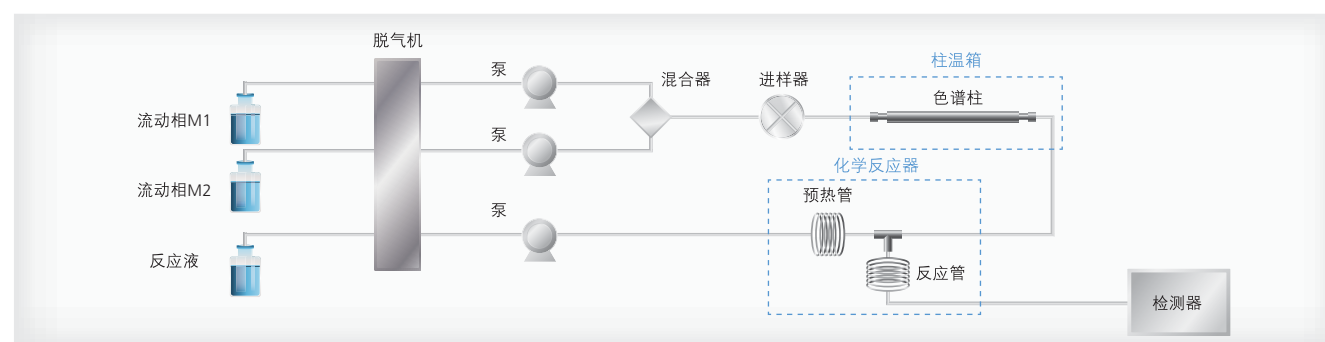 脱气机
泵
混合器
进样器
柱温箱
色谱柱
流动相M1
泵
流动相M2
化学反应器
预热管
泵
反应液
反应管
检测器